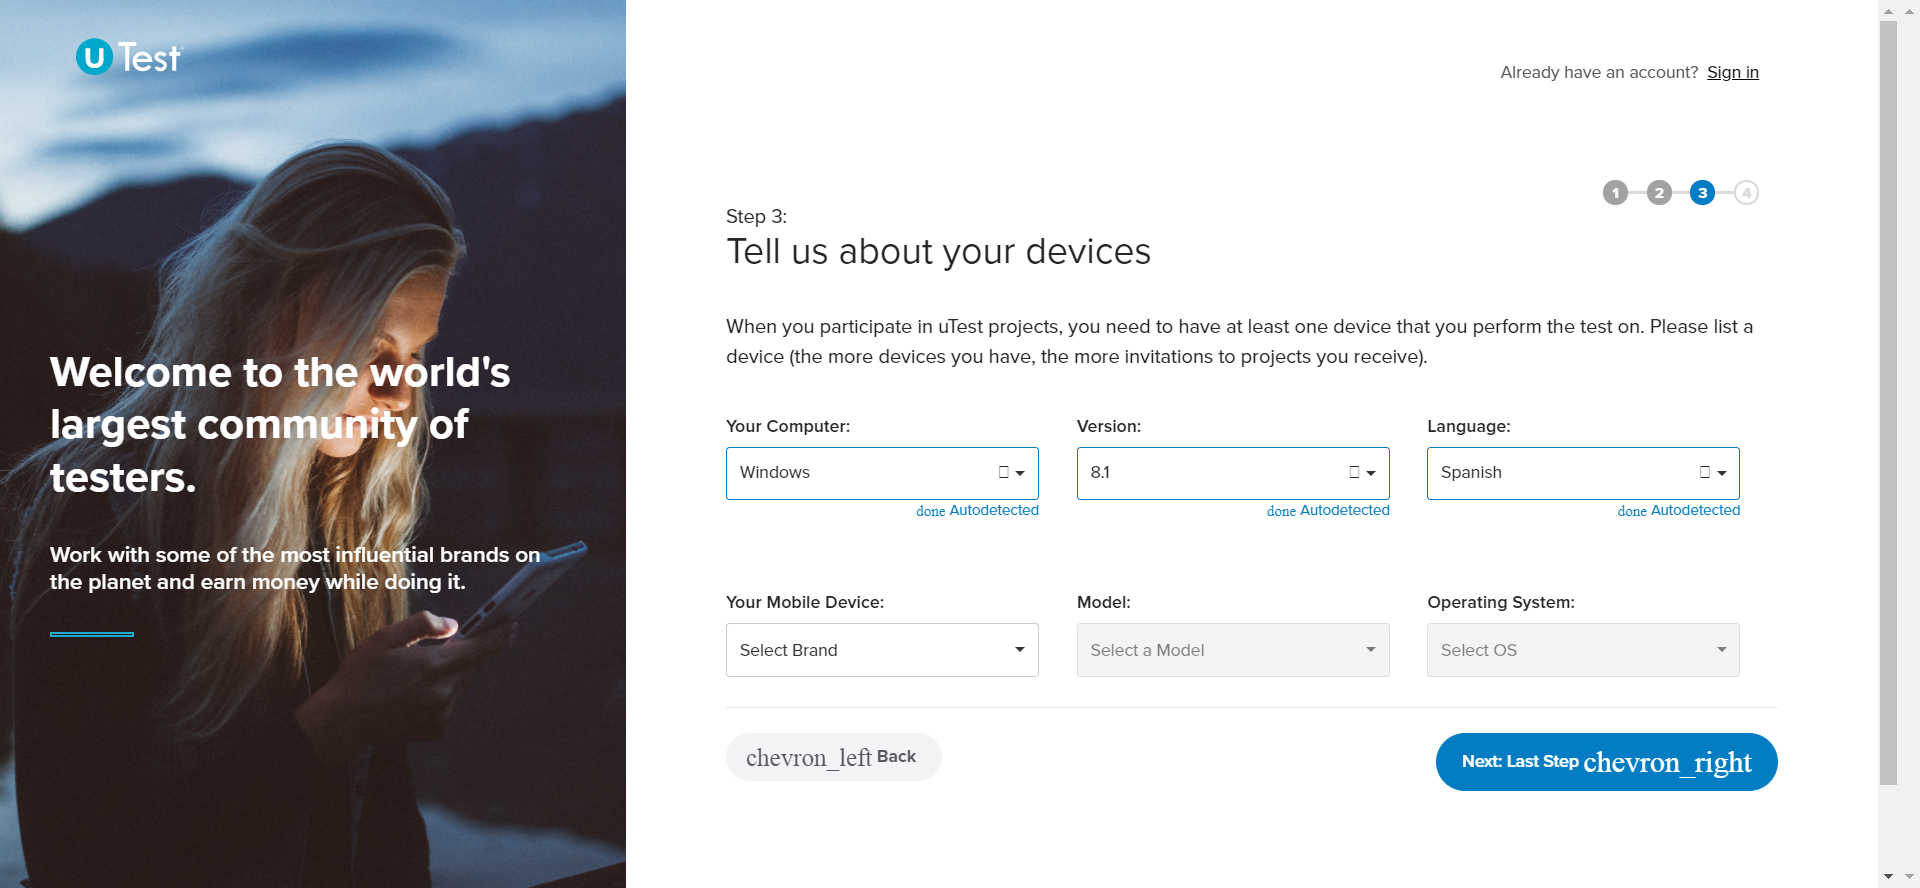 U Test
Already have an account? Sign in
1 2 3 4
Step 3:
Tell us about your devices
When you participate in uTest projects, you need to have at least one device that you perform the test on. Please list a
device (the more devices you have, the more invitations to projects you receive).
Your Computer: Version: Language:
Windows 8.1 Spanish
done Autodetected done Autodetected done Autodetected
Your Mobile Device: Model: Operating System:
Select Brand Select a Model Select OS
chevron_left Back Next: Last Step chevron_right
Welcome to the world's
largest community of
testers.
Work with some of the most influential brands on
the planet and earn money while doing it.